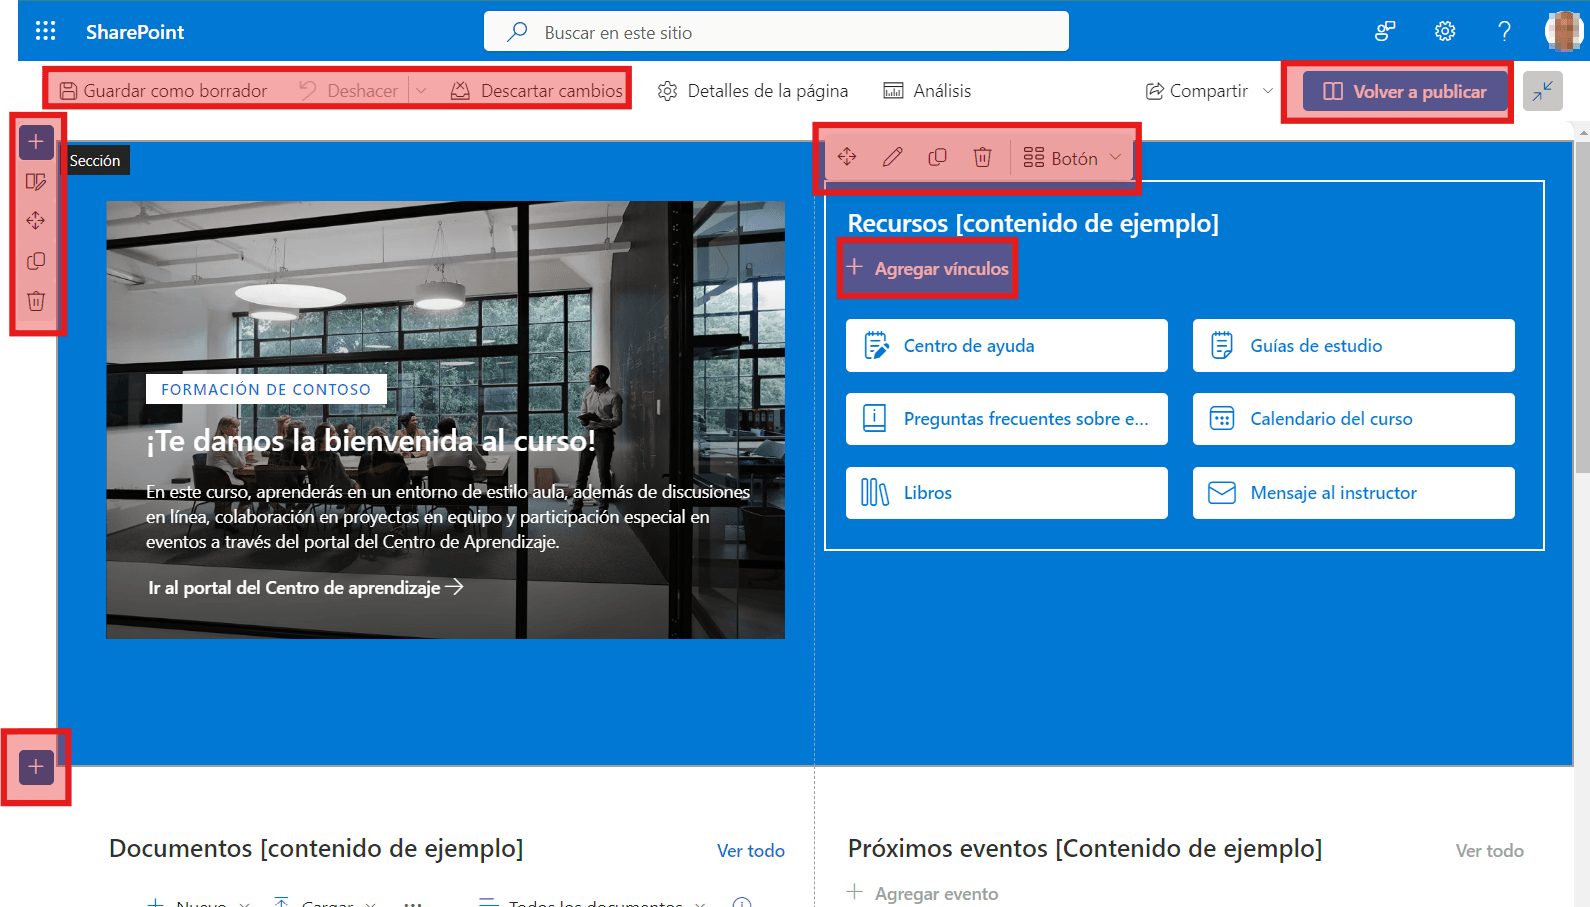 SharePoint
Buscar en este sitio
Guardar como borrador
Deshacer
Descartar cambios
Detalles de la página
Análisis
Compartir
Volver a publicar
Sección
Botón
FORMACIÓN DE CONTOSO
¡Te damos la bienvenida al curso!
En este curso, aprenderás en un entorno de estilo aula, además de discusiones
en línea, colaboración en proyectos en equipo y participación especial en
eventos a través del portal del Centro de Aprendizaje.
Ir al portal del Centro de aprendizaje
Recursos [contenido de ejemplo]
Agregar vínculos
Centro de ayuda
Guías de estudio
Preguntas frecuentes sobre e...
Calendario del curso
Libros
Mensaje al instructor
Documentos [contenido de ejemplo]
Ver todo
Nuevo
Cargar
Todos los documentos
Próximos eventos [Contenido de ejemplo]
Ver todo
Agregar evento